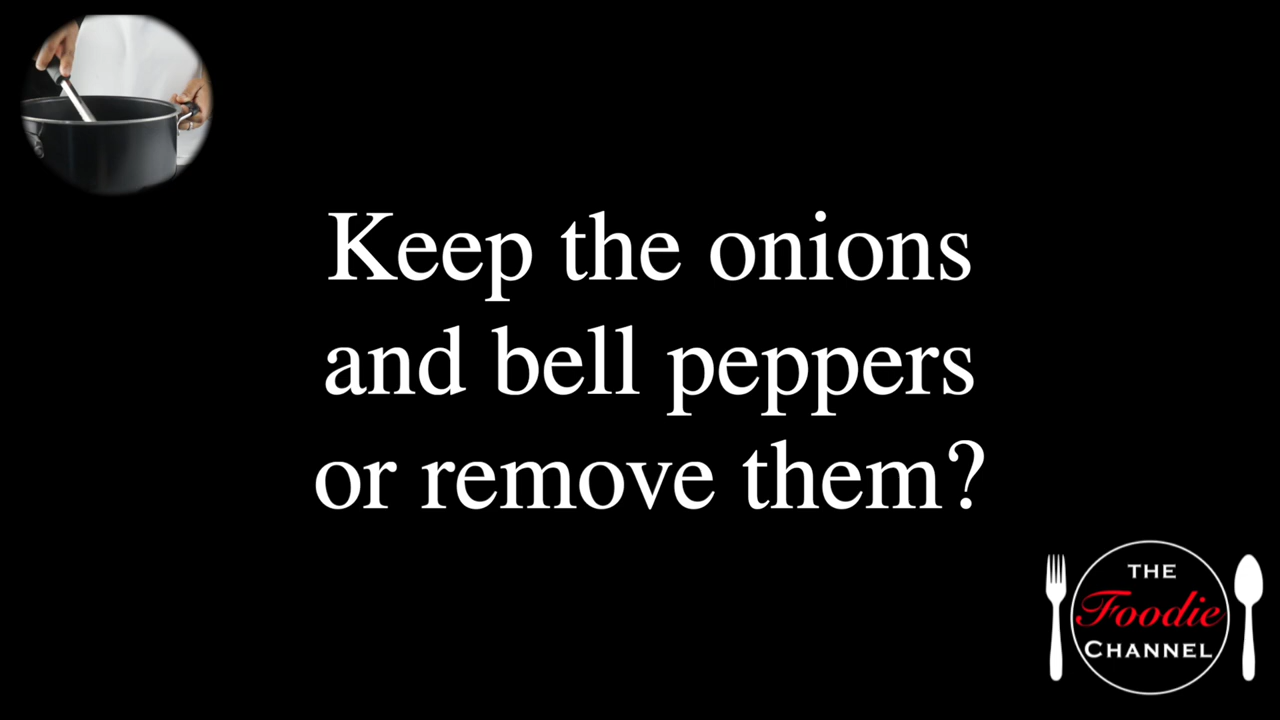 Keep the onions
and bell peppers
or remove them?
THE
Foodie
CHANNEL